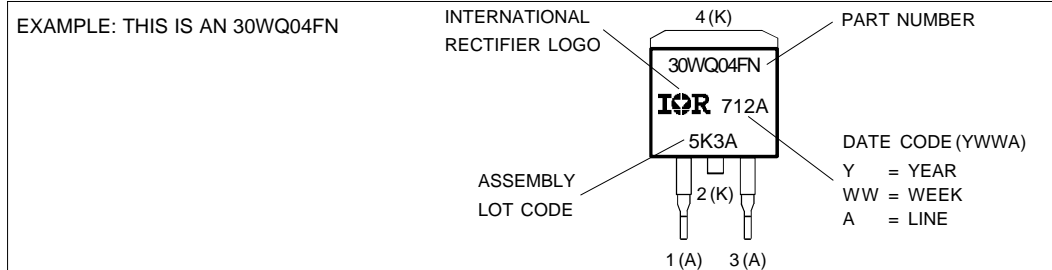 EXAMPLE: THIS IS AN 30WQ04FN
INTERNATIONAL
RECTIFIER LOGO
4 (K)
PART NUMBER
30WQ04FN
IOR 712A
5K3A
ASSEMBLY
LOT CODE
2 (K)
1 (A) 3 (A)
DATE CODE (YWWA)
Y = YEAR
WW = WEEK
A = LINE